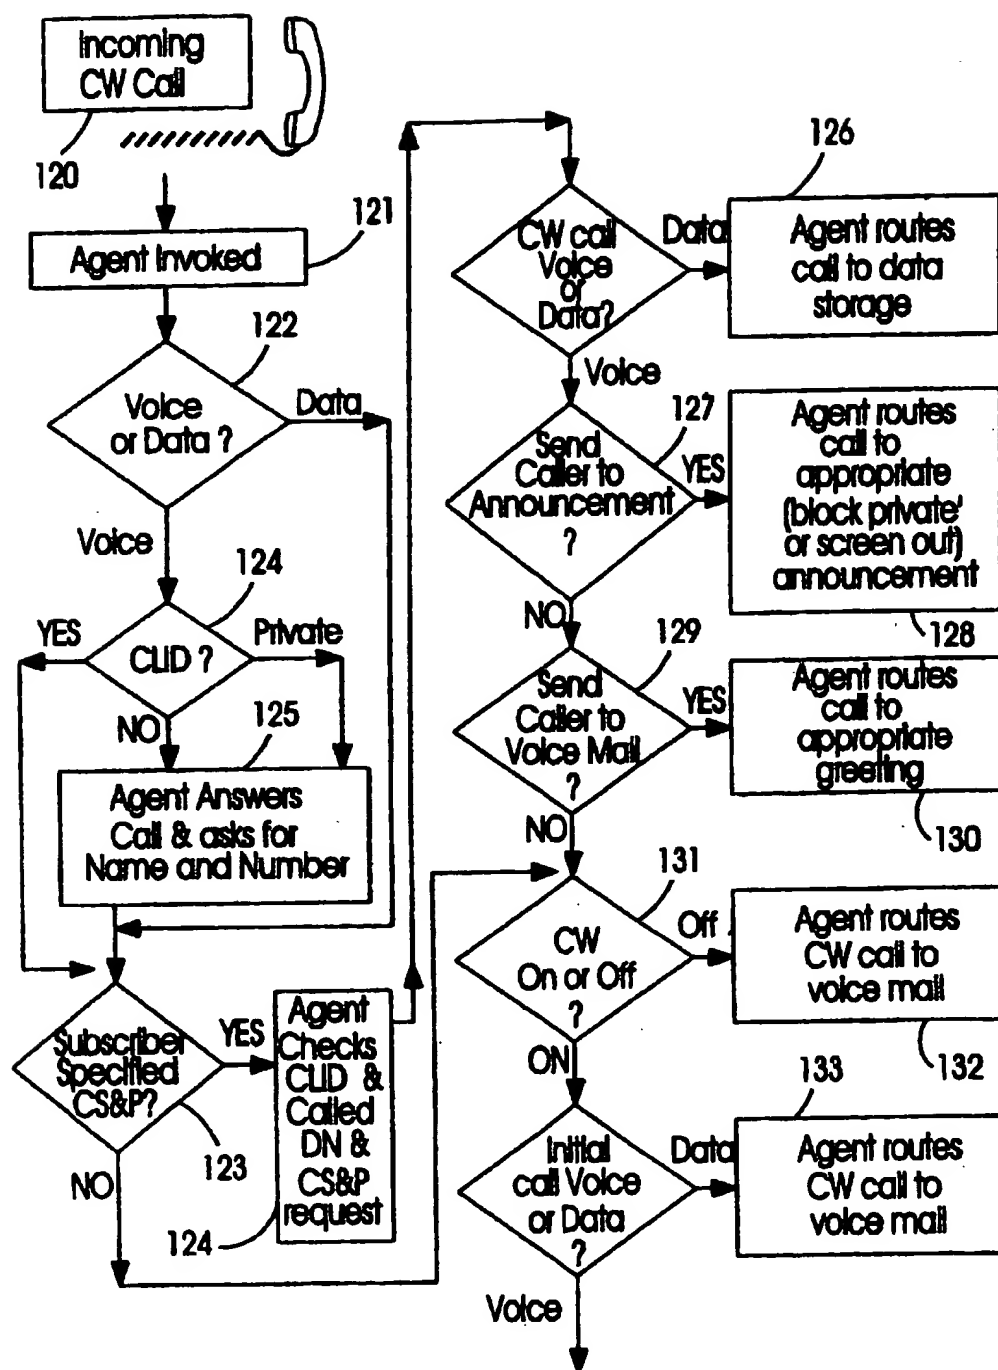 Incoming
CW Call
120
Agent Invoked
121
122
Voice
or Data ?
Data
Voice
124
YES
CLID ?
Private
NO
125
Agent Answers
Call & asks for
Name and Number
Subscriber
Specified
CS&P?
YES
123
NO
Agent
Checks
CLID &
Called
DN &
CS&P
request
124
CW call
Voice
or
Data?
Data
126
Agent routes
call to data
storage
Voice
127
Send
Caller to
Announcement
?
YES
Agent routes
call to
appropriate
(block private'
or screen out)
announcement
128
NO
129
Send
Caller to
Voice Mail
?
YES
Agent routes
call to
appropriate
greeting
130
NO
131
CW
On or Off
?
Off
Agent routes
CW call to
voice mail
132
ON
133
Initial
call Voice
or Data
?
Data
Agent routes
CW call to
voice mail
Voice